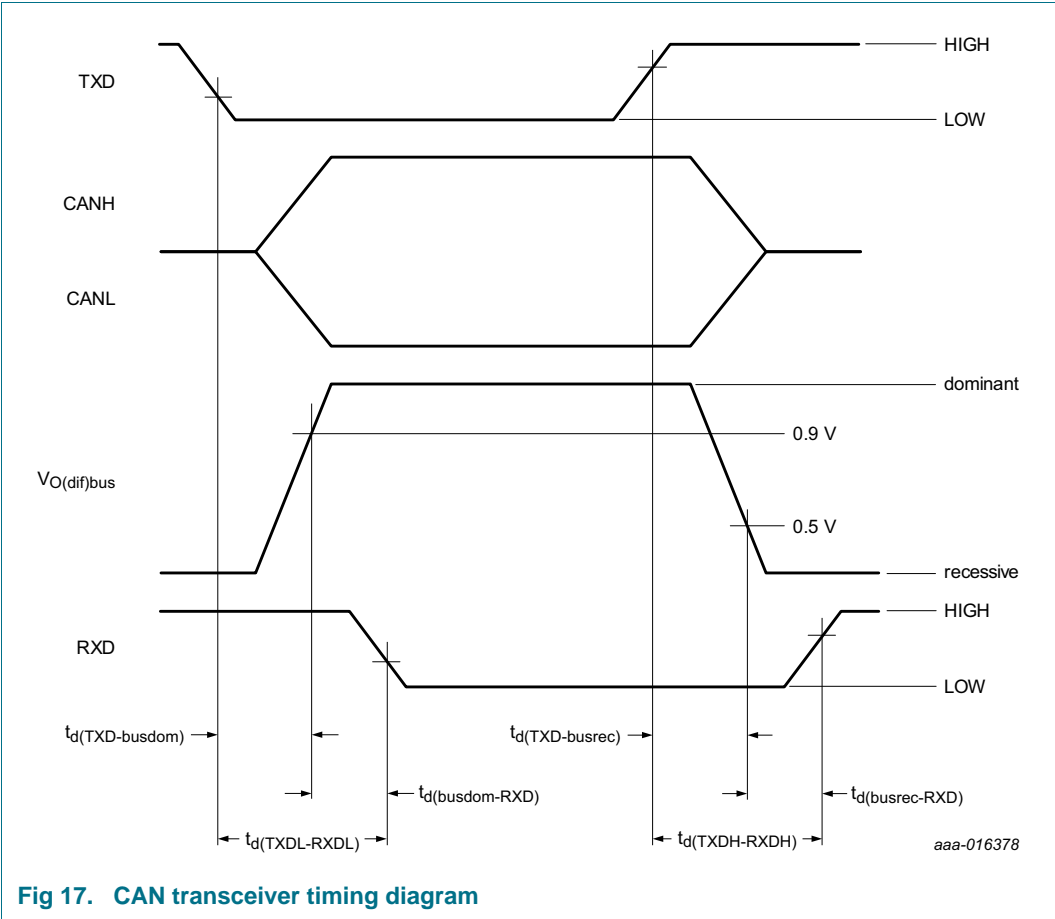 HIGH
TXD
LOW
CANH
CANL
dominant
0.9 V
VO(dif)bus
0.5 V
recessive
HIGH
RXD
LOW
td(TXD-busdom)
td(TXD-busrec)
td(busdom-RXD)
td(busrec-RXD)
td(TXDL-RXDL)
td(TXDH-RXDH)
aaa-016378
Fig 17. CAN transceiver timing diagram